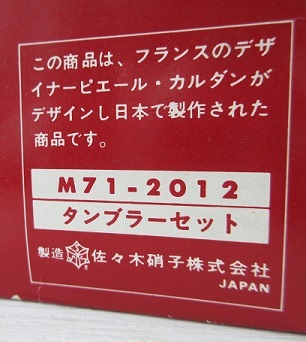 この商品は、フランスのデザ
イナーピエール・カルダンが
デザインし日本で製作された
商品です。
M71-2012
タンブラーセット
製造 佐々木硝子株式会社
JAPAN